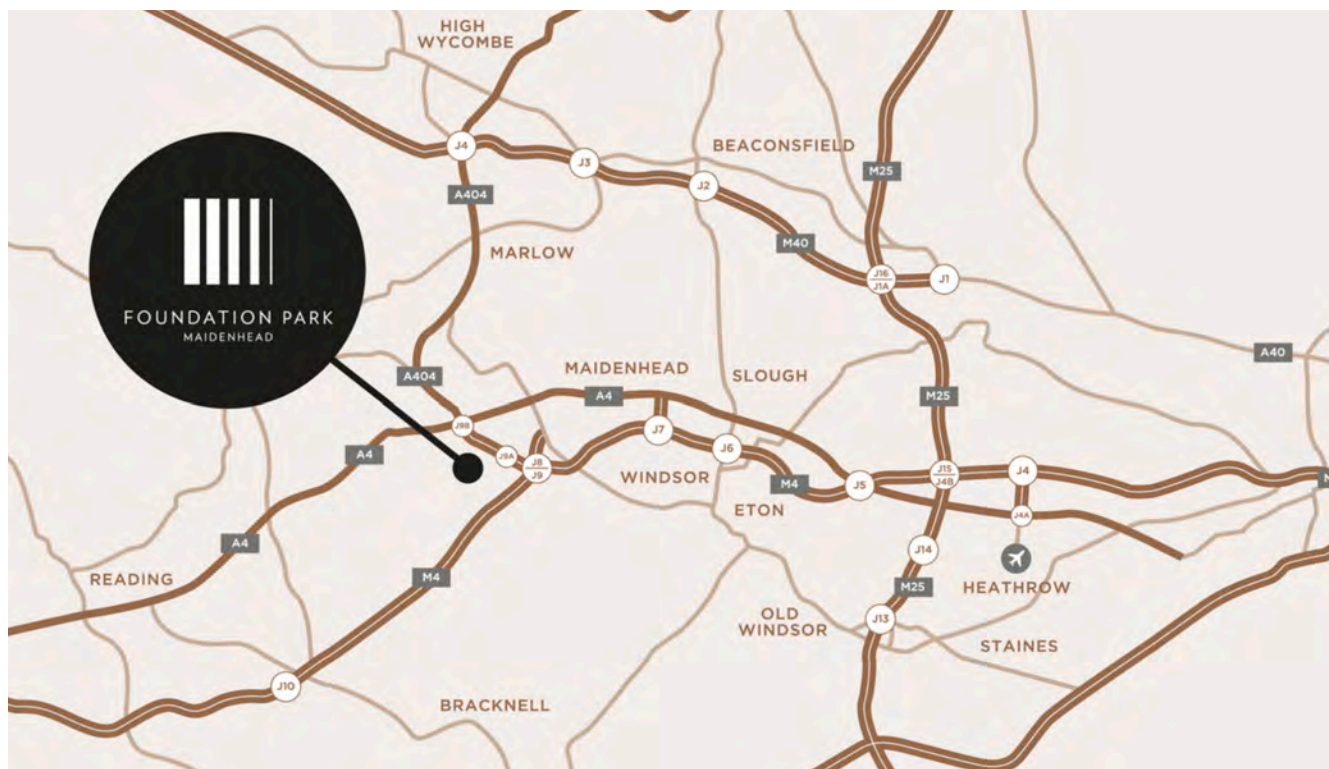 HIGH
WYCOMBE
J4
J3
BEACONSFIELD
J2
M25
A404
FOUNDATION PARK
MAIDENHEAD
MARLOW
M40
J16
J1A
J1
A40
A404
MAIDENHEAD
SLOUGH
A4
M25
J9B
J7
J6
A4
J9A
J8
J9
WINDSOR
M4
J5
J15
J4B
J4
ETON
J4A
A4
J14
READING
M4
M25
HEATHROW
OLD
WINDSOR
J13
STAINES
J10
BRACKNELL